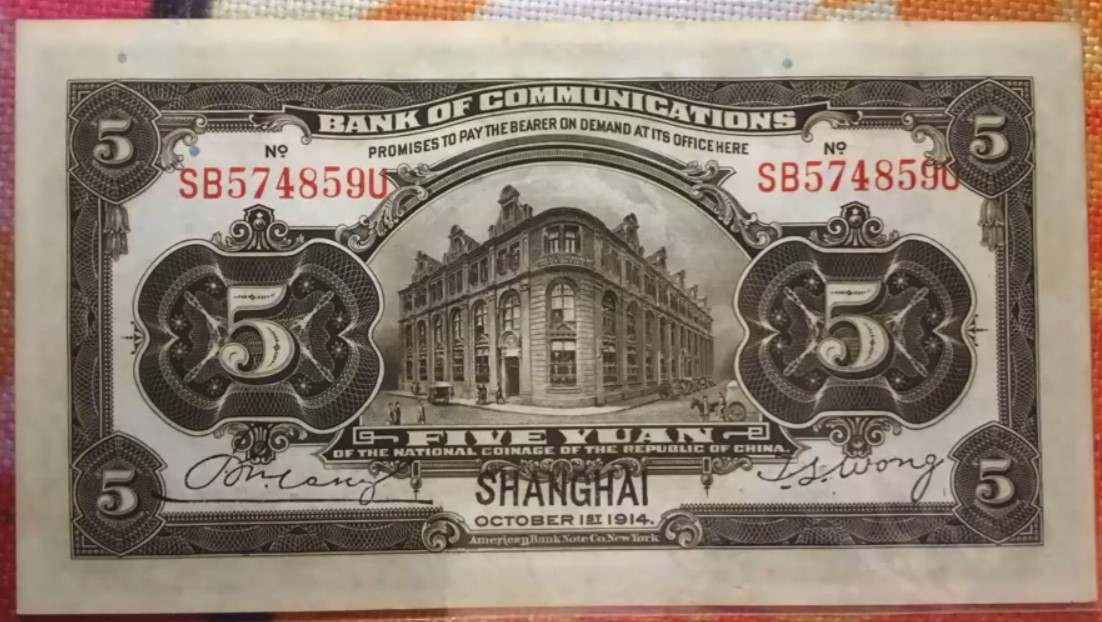 BANK OF COMMUNICATIONS
PROMISES TO PAY THE BEARER ON DEMAND AT ITS OFFICE HERE
5
5
Nº
Nº
SB574859U
SB574859U
5
5
FIVE YUAN
OF THE NATIONAL COINAGE OF THE REPUBLIC OF CHINA.
5
5
S. Wong
SHANGHAI
OCTOBER 1ST 1914.
American Bank Note Co. New York